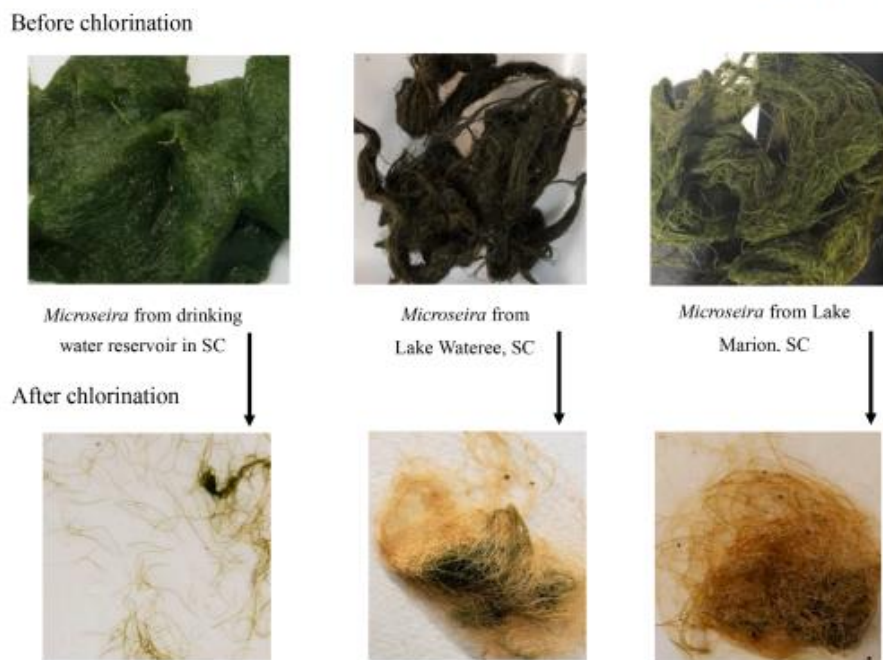 Before chlorination
Microseira from drinking
water reservoir in SC
Microseira from
Lake Wateree, SC
Microseira from Lake
Marion. SC
After chlorination